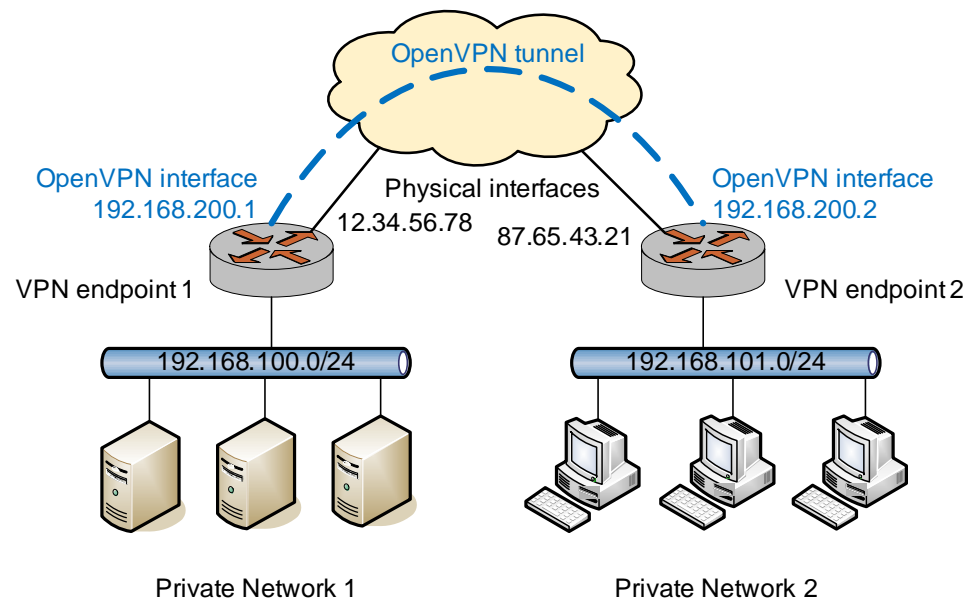 OpenVPN tunnel
OpenVPN interface
192.168.200.1
Physical interfaces
12.34.56.78
87.65.43.21
OpenVPN interface
192.168.200.2
VPN endpoint 1
VPN endpoint 2
192.168.100.0/24
192.168.101.0/24
Private Network 1
Private Network 2